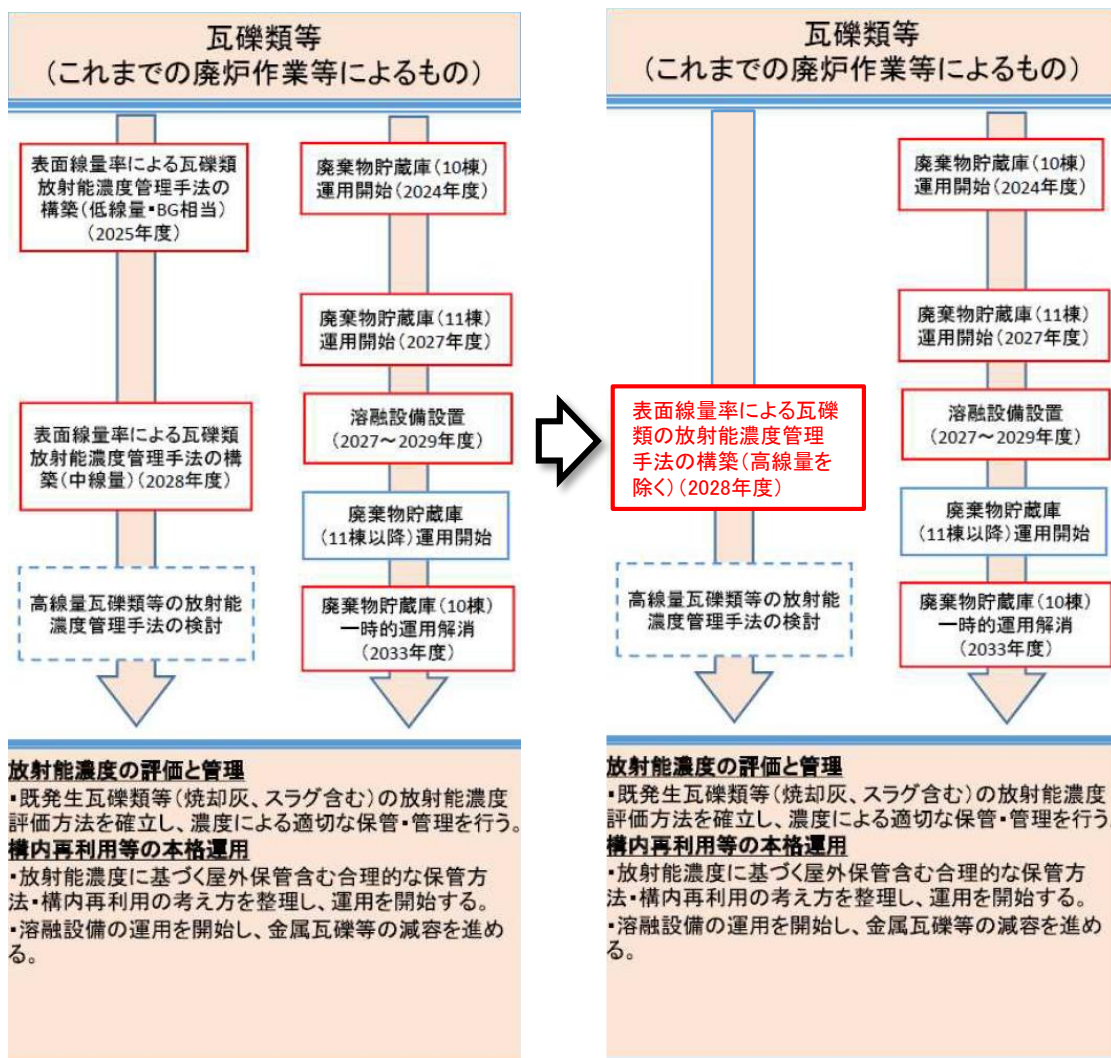 瓦礫類等
(これまでの廃炉作業等によるもの)
表面線量率による瓦礫類
放射能濃度管理手法の
構築(低線量・BG相当)
(2025年度)
表面線量率による瓦礫類
放射能濃度管理手法の構
築(中線量)(2028年度)
高線量瓦礫類等の放射能
濃度管理手法の検討
廃棄物貯蔵庫(10棟)
運用開始(2024年度)
廃棄物貯蔵庫(11棟)
運用開始(2027年度)
溶融設備設置
(2027～2029年度)
廃棄物貯蔵庫
(11棟以降)運用開始
廃棄物貯蔵庫(10棟)
一時的運用解消
(2033年度)
放射能濃度の評価と管理
・既発生瓦礫類等(焼却灰、スラグ含む)の放射能濃度
評価方法を確立し、濃度による適切な保管・管理を行う。
構内再利用等の本格運用
・放射能濃度に基づく屋外保管含む合理的な保管方
法・構内再利用の考え方を整理し、運用を開始する。
・溶融設備の運用を開始し、金属瓦礫等の減容を進め
る。
瓦礫類等
(これまでの廃炉作業等によるもの)
表面線量率による瓦礫
類の放射能濃度管理
手法の構築(高線量を
除く)(2028年度)
高線量瓦礫類等の放射能
濃度管理手法の検討
廃棄物貯蔵庫(10棟)
運用開始(2024年度)
廃棄物貯蔵庫(11棟)
運用開始(2027年度)
溶融設備設置
(2027～2029年度)
廃棄物貯蔵庫
(11棟以降)運用開始
廃棄物貯蔵庫(10棟)
一時的運用解消
(2033年度)
放射能濃度の評価と管理
・既発生瓦礫類等(焼却灰、スラグ含む)の放射能濃度
評価方法を確立し、濃度による適切な保管・管理を行う.
構内再利用等の本格運用
・放射能濃度に基づく屋外保管含む合理的な保管方
法・構内再利用の考え方を整理し、運用を開始する。
・溶融設備の運用を開始し、金属瓦礫等の減容を進め
る。